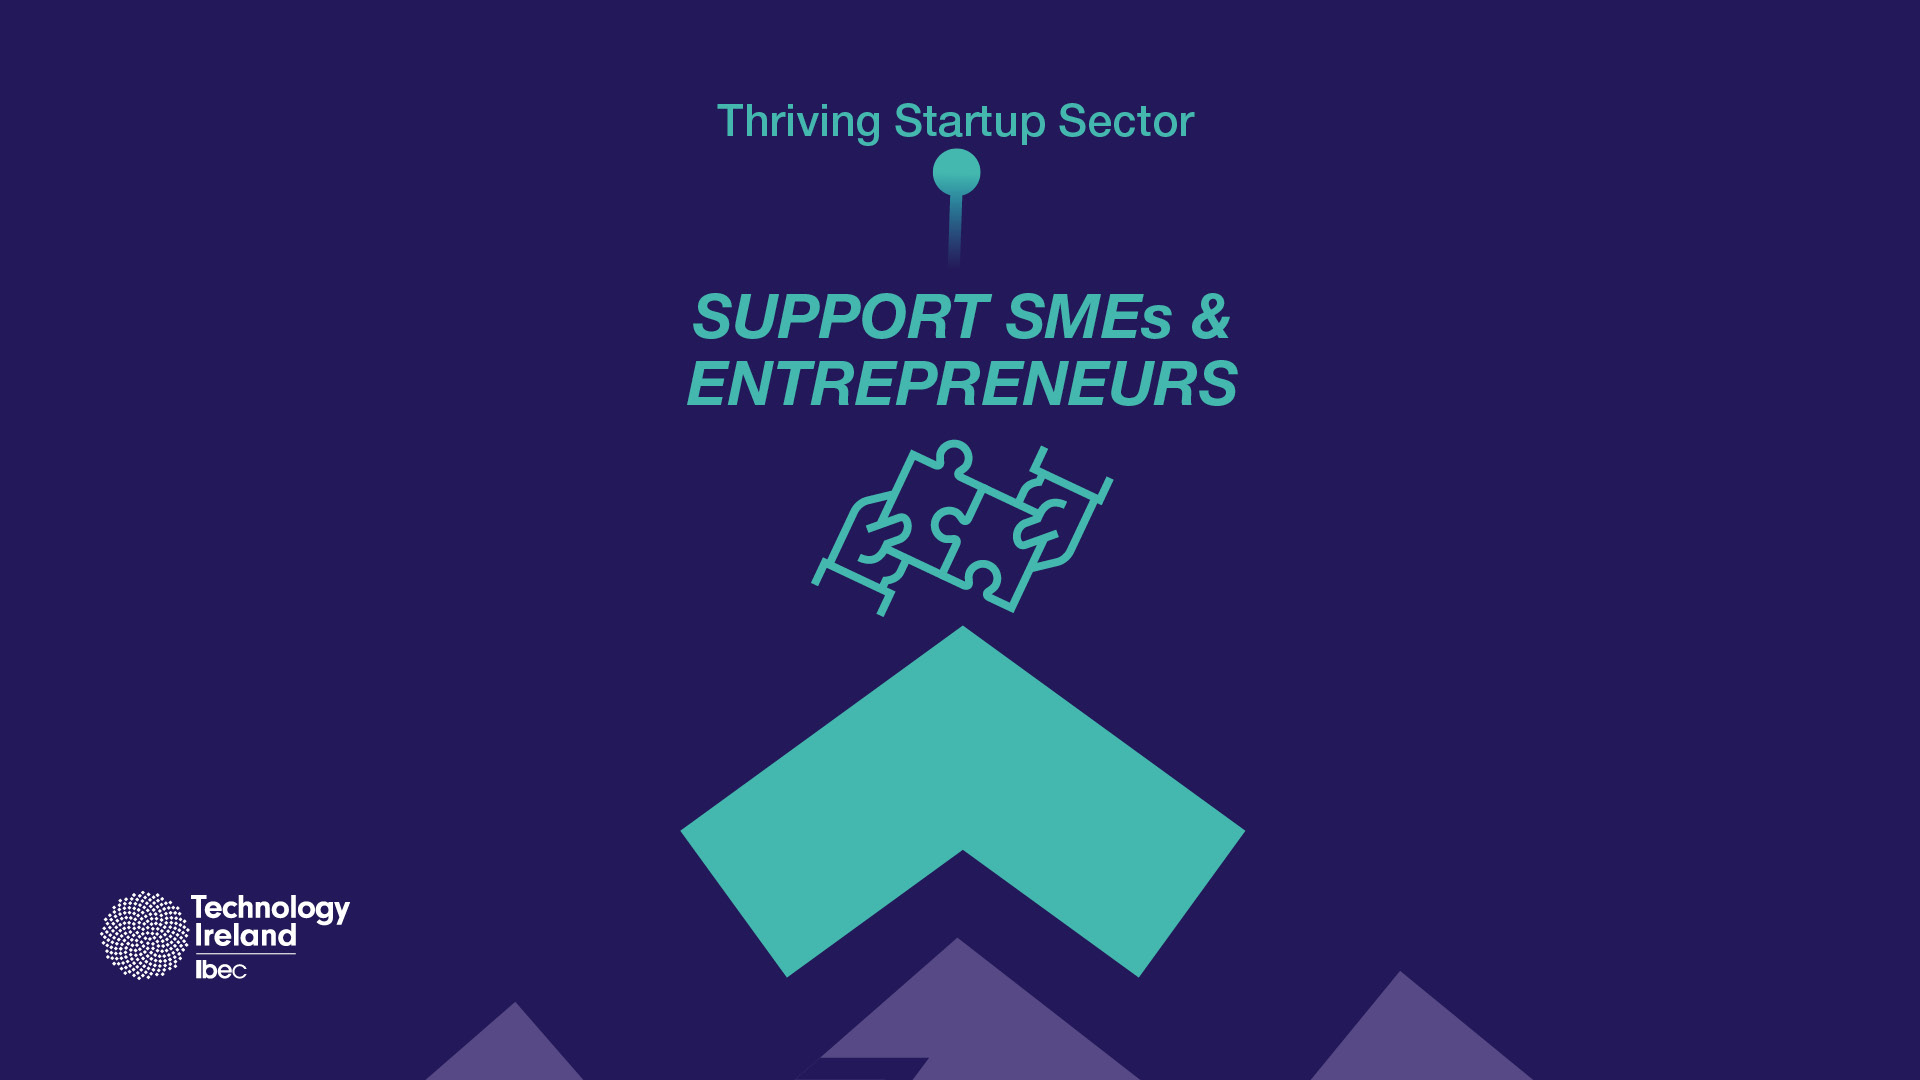 Thriving Startup Sector
SUPPORT SMEs &
ENTREPRENEURS
Technology
Ireland
Ibec